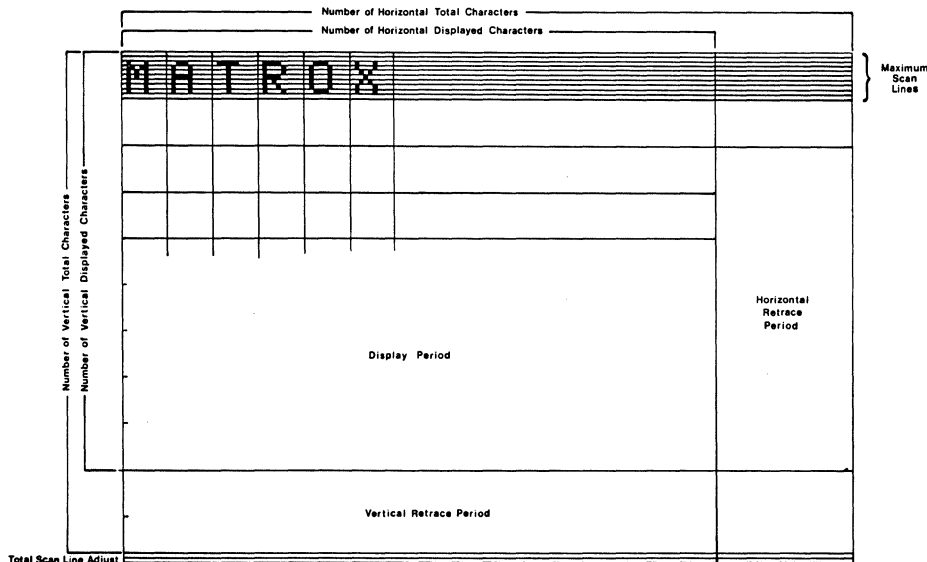 Number of Horizontal Total Characters
Number of Horizontal Displayed Characters
MATROX
Maximum
Scan
Lines
Number of Vertical Total Characters
Number of Vertical Displayed Characters
Horizontal
Retrace
Period
Display Period
Vertical Retrace Period
Total Scan Line Adjust